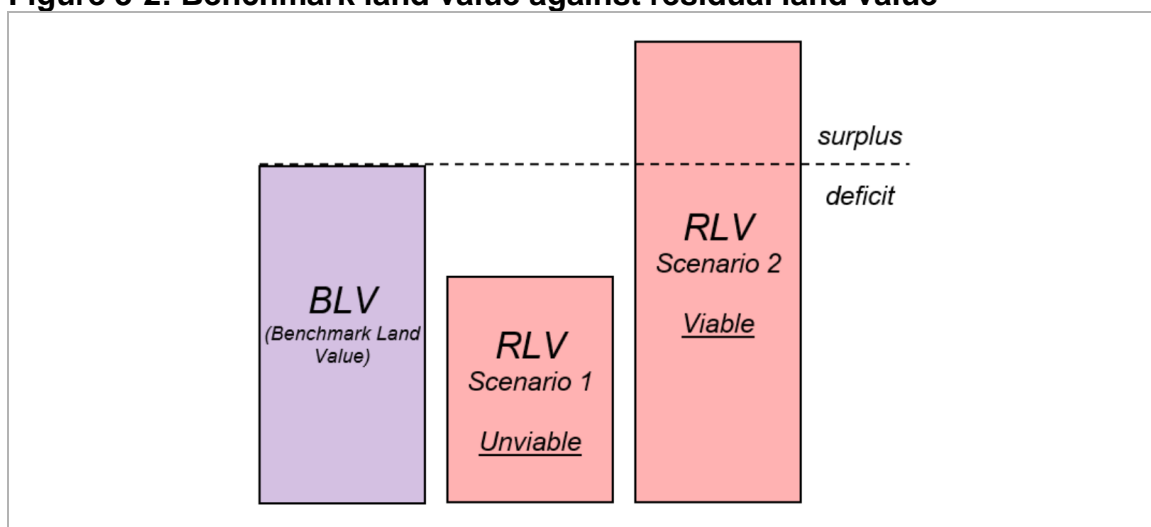 Figure 3-2: Benchmark land value against residual land value
surplus
deficit
BLV
(Benchmark Land
Value)
RLV
Scenario 1
Unviable
RLV
Scenario 2
Viable